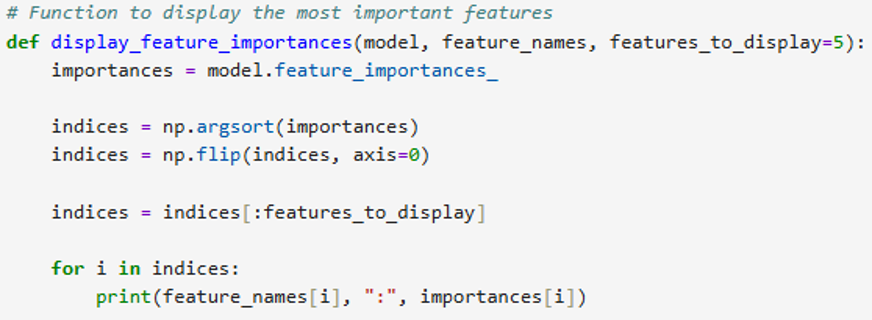 # Function to display the most important features
def display_feature_importances(model, feature_names, features_to_display=5):
    importances = model.feature_importances_
    indices = np.argsort(importances)
    indices = np.flip(indices, axis=0)
    indices = indices[:features_to_display]
    for i in indices:
        print(feature_names[i], ":", importances[i])